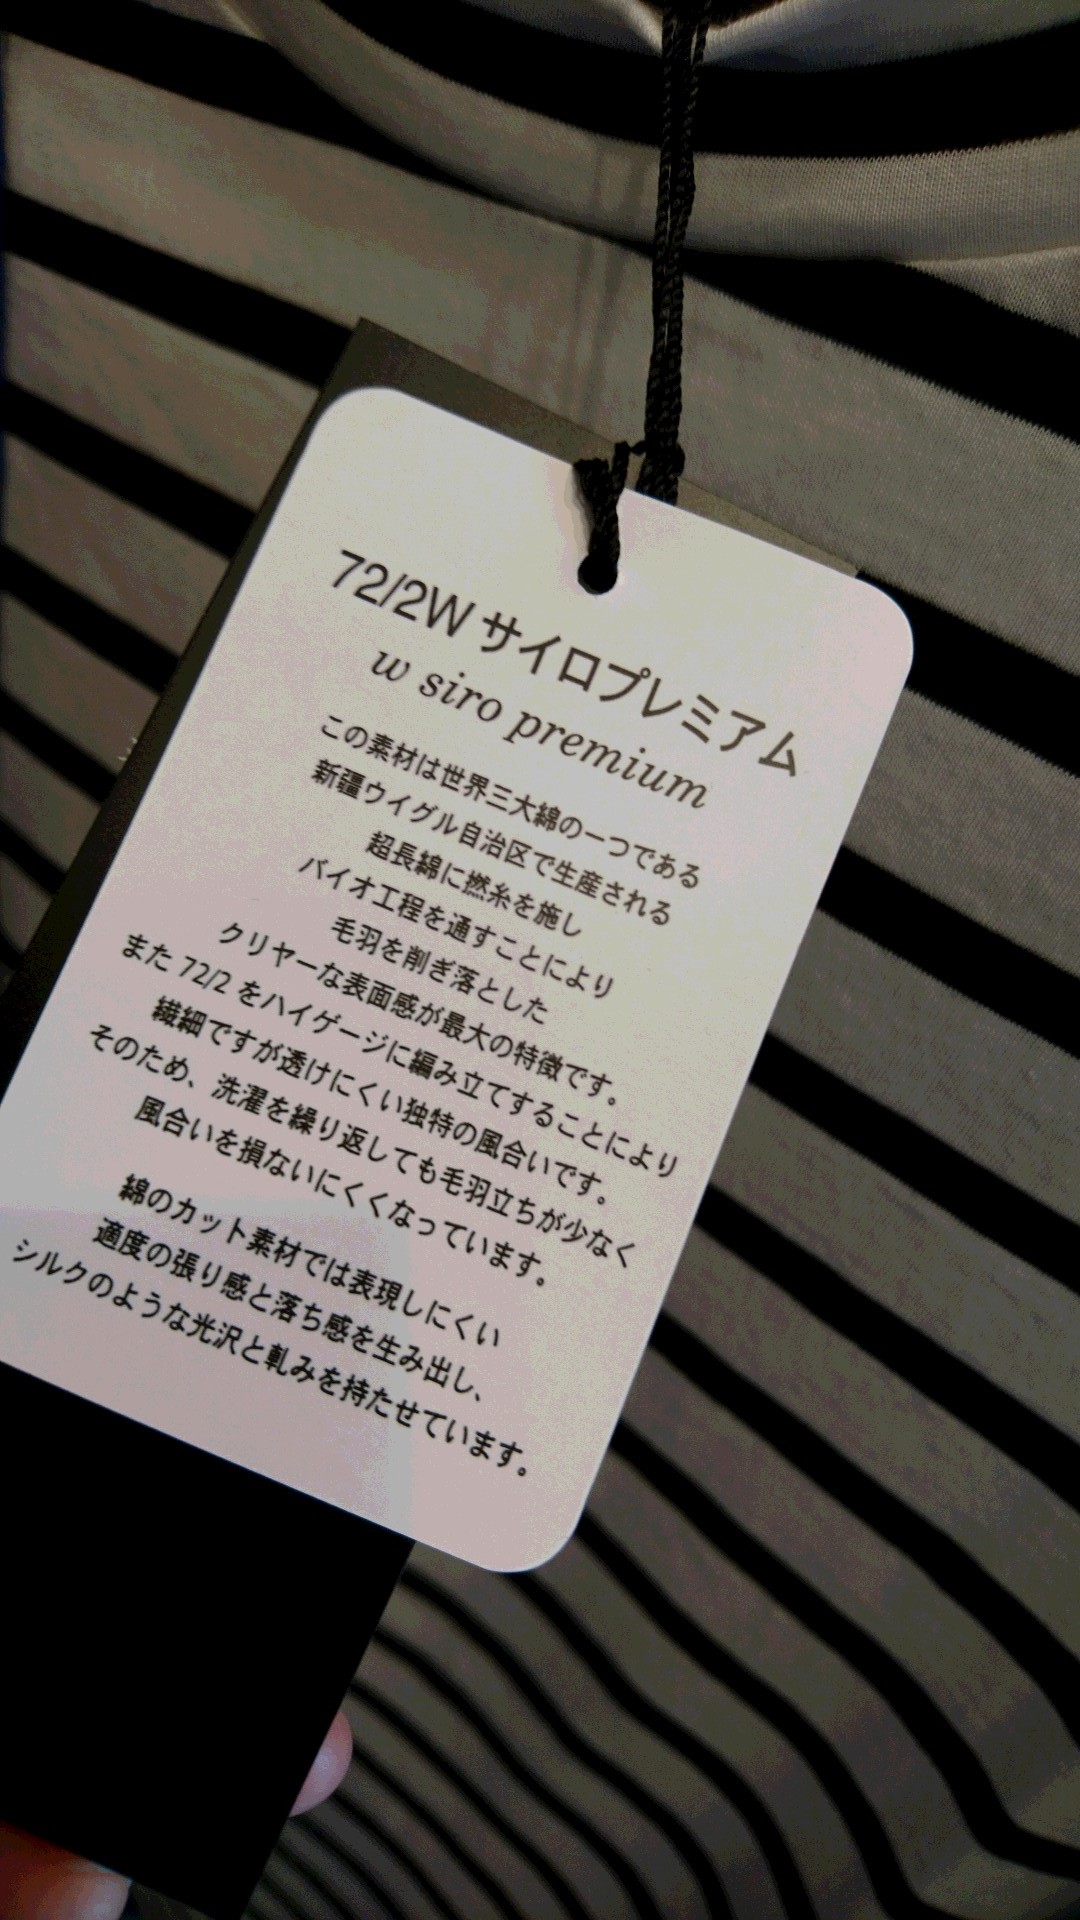 72/2W サイロプレミアム
w siro premium
この素材は世界三大綿の一つである
新疆ウイグル自治区で生産される
超長綿に撚糸を施し
バイオ工程を通すことにより
毛羽を削ぎ落とした
クリヤーな表面感が最大の特徴です。
また 72/2 をハイゲージに編み立てすることにより
繊細ですが透けにくい独特の風合いです。
そのため、洗濯を繰り返しても毛羽立ちが少なく
風合いを損ないにくくなっています。
綿のカット素材では表現しにくい
適度の張り感と落ち感を生み出し、
シルクのような光沢と軋みを持たせています。